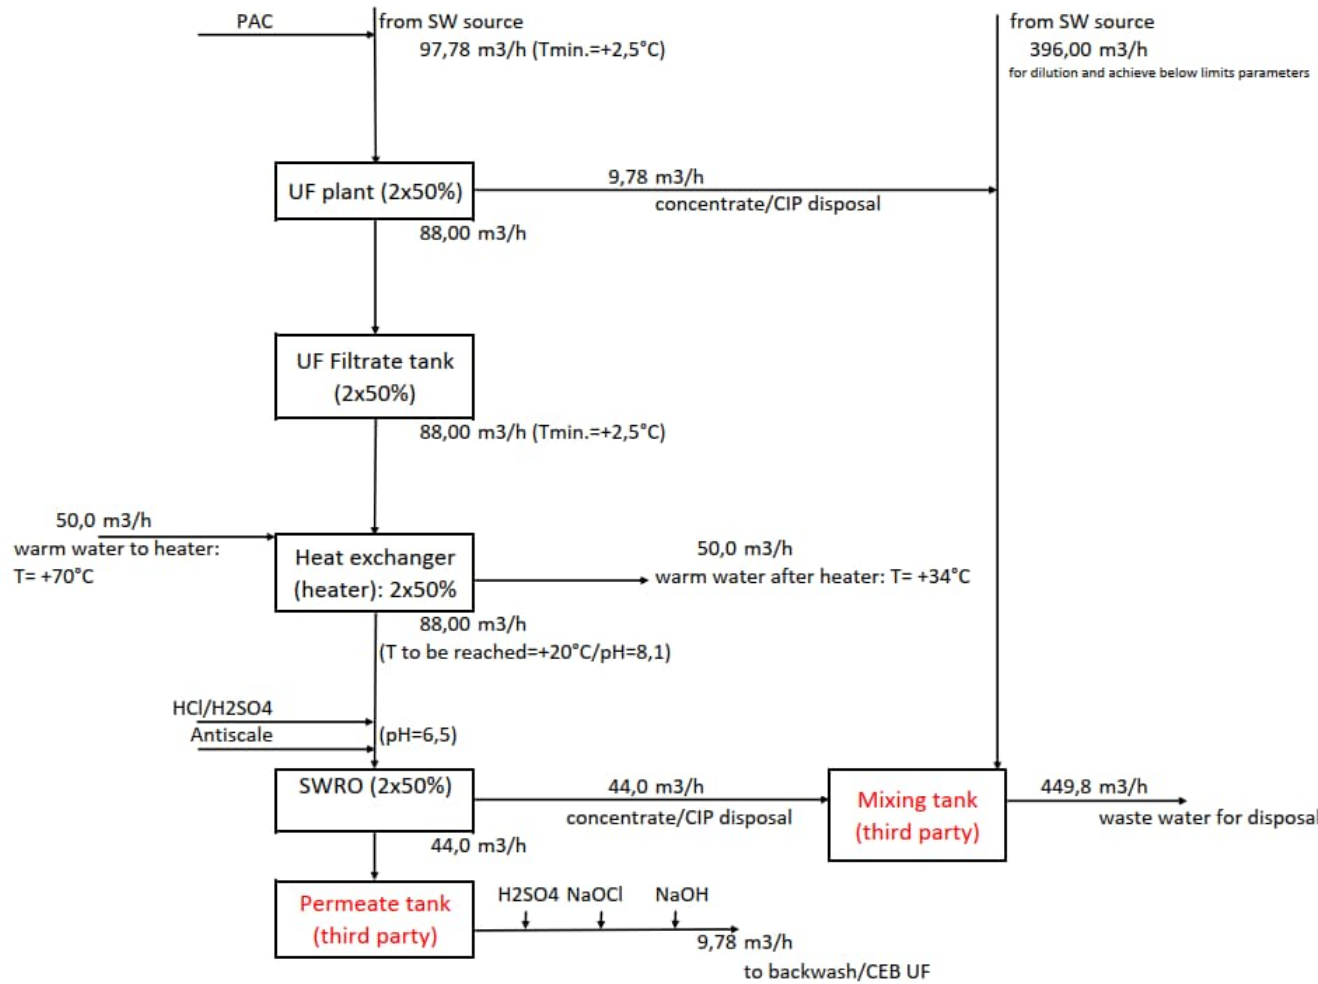 PAC
from SW source
97,78 m3/h (Tmin.=+2,5°C)
from SW source
396,00 m3/h
for dilution and achieve below limits parameters
UF plant (2x50%)
9,78 m3/h
concentrate/CIP disposal
88,00 m3/h
UF Filtrate tank
(2x50%)
88,00 m3/h (Tmin.=+2,5°C)
50,0 m3/h
warm water to heater:
T= +70°C
Heat exchanger
(heater): 2x50%
50,0 m3/h
warm water after heater: T= +34°C
88,00 m3/h
(T to be reached=+20°C/pH=8,1)
HCl/H2SO4
Antiscale
(pH=6,5)
SWRO (2x50%)
44,0 m3/h
concentrate/CIP disposal
Mixing tank
(third party)
449,8 m3/h
waste water for disposal
44,0 m3/h
Permeate tank
(third party)
H2SO4 NaOCl NaOH
9,78 m3/h
to backwash/CEB UF